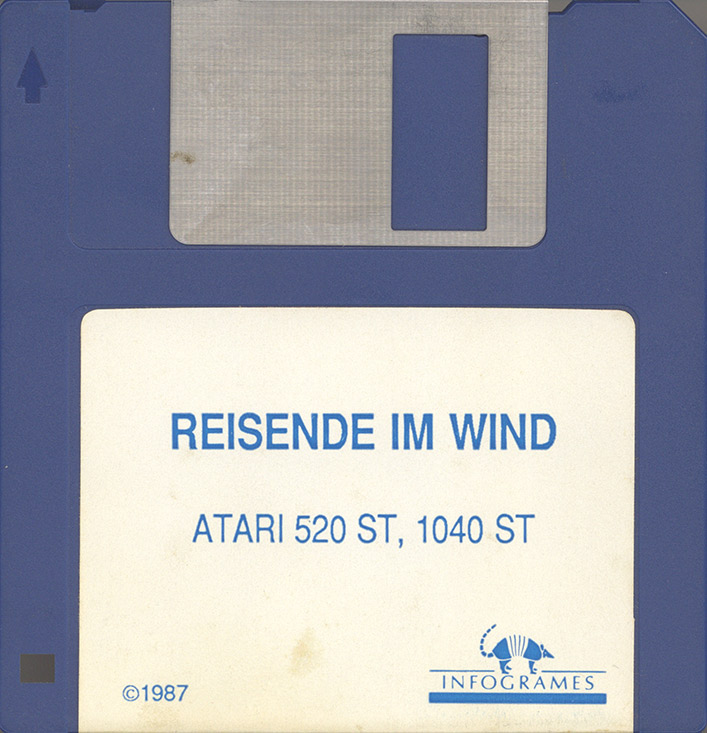 REISENDE IM WIND
ATARI 520 ST, 1040 ST
©1987
INFOGRAMES